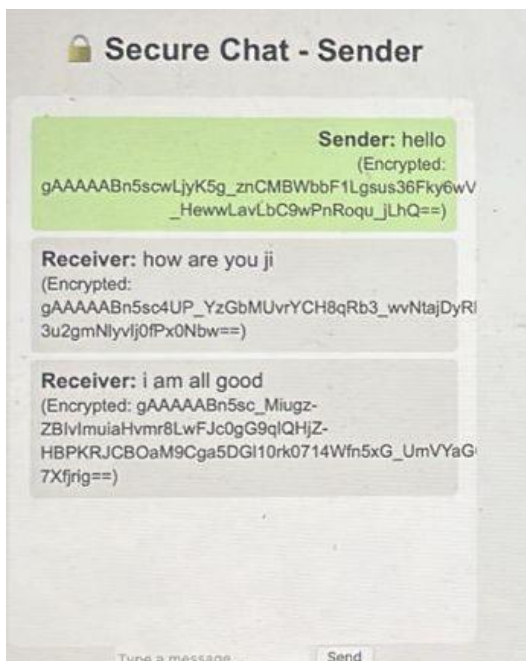 🔒 Secure Chat - Sender
Sender: hello
(Encrypted:
gAAAAABn5scwLjyK5g_znCMBWbbF1Lgsus36Fky6wV
_HewwLavLbC9wPnRoqu_jLhQ==)
Receiver: how are you ji
(Encrypted:
gAAAAABn5sc4UP_YzGbMUvrYCH8qRb3_wvNtajDyRl
3u2gmNlyvlj0fPx0Nbw==)
Receiver: i am all good
(Encrypted: gAAAAABn5sc_Miugz-
ZBIvImuiaHvmr8LwFJc0gG9qlQHjZ-
HBPKRJCBOaM9Cga5DGl10rk0714Wfn5xG_UmVYaG
7Xfjrig==)
Type a message
Send